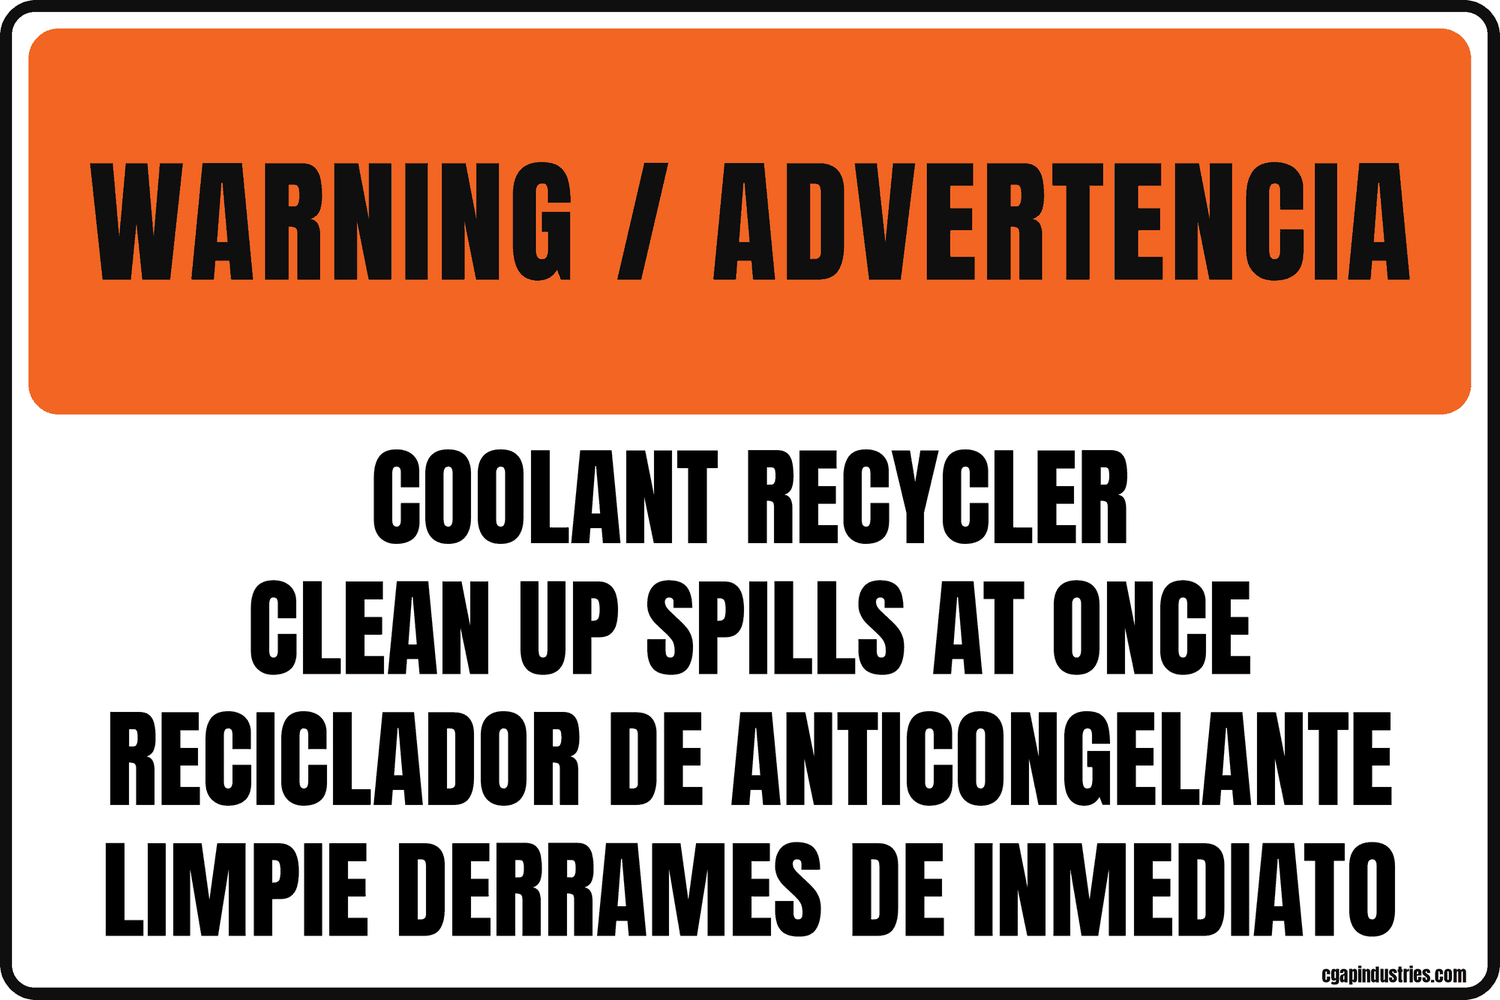 WARNING / ADVERTENCIA
COOLANT RECYCLER
CLEAN UP SPILLS AT ONCE
RECICLADOR DE ANTICONGELANTE
LIMPIE DERRAMES DE INMEDIATO
cgapindustries.com